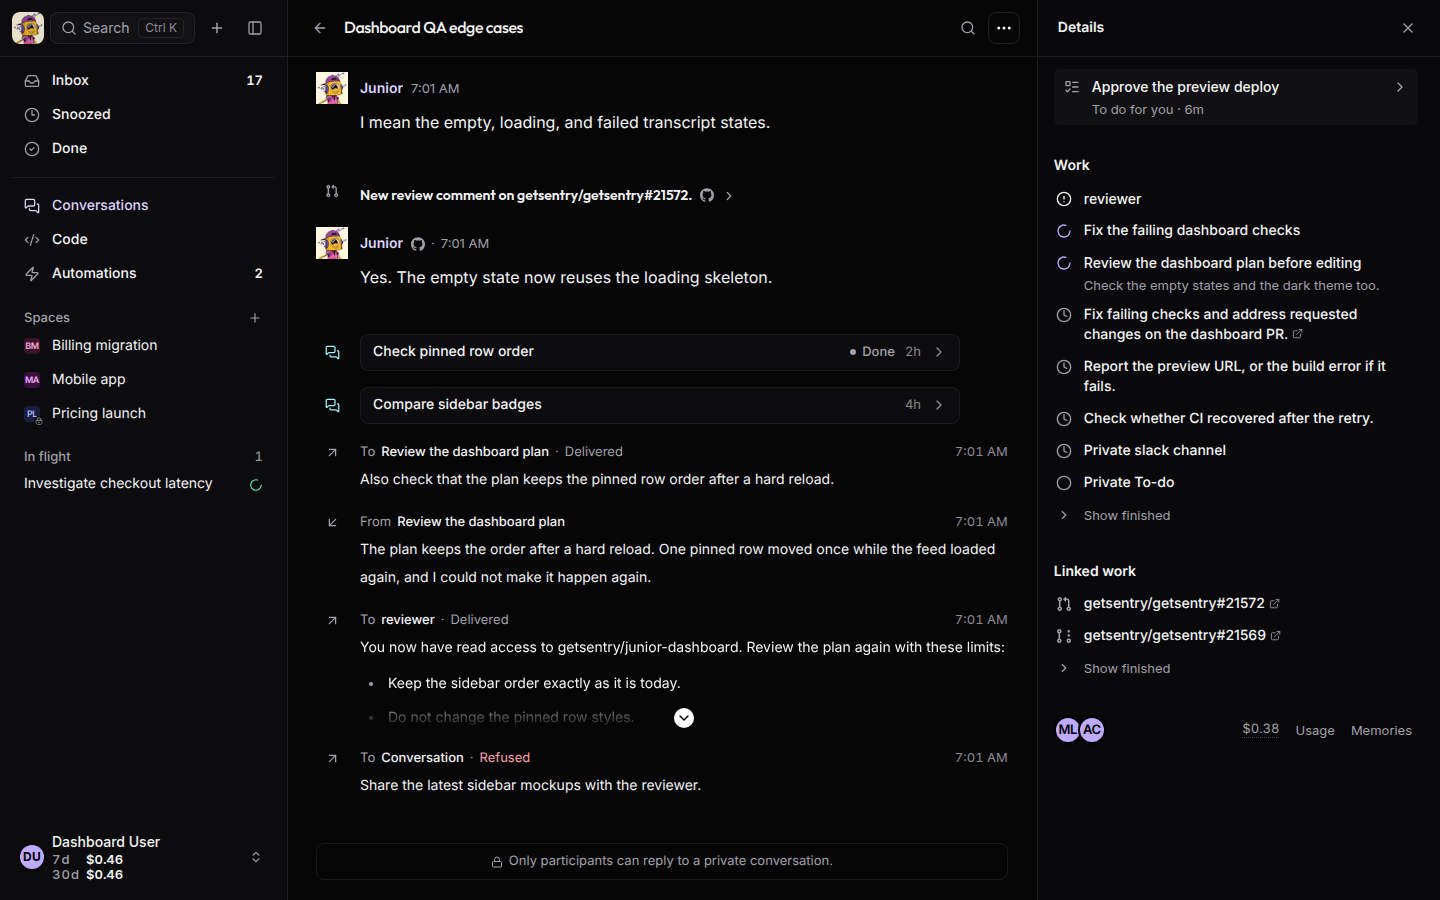 Search Ctrl K
Inbox 17
Snoozed
Done
Conversations
Code
Automations 2
Spaces
BM Billing migration
MA Mobile app
PL Pricing launch
In flight 1
Investigate checkout latency
DU Dashboard User
7d $0.46
30d $0.46
Dashboard QA edge cases
Junior 7:01 AM
I mean the empty, loading, and failed transcript states.
New review comment on getsentry/getsentry#21572.
Junior · 7:01 AM
Yes. The empty state now reuses the loading skeleton.
Check pinned row order Done 2h
Compare sidebar badges 4h
To Review the dashboard plan · Delivered 7:01 AM
Also check that the plan keeps the pinned row order after a hard reload.
From Review the dashboard plan 7:01 AM
The plan keeps the order after a hard reload. One pinned row moved once while the feed loaded
again, and I could not make it happen again.
To reviewer · Delivered 7:01 AM
You now have read access to getsentry/junior-dashboard. Review the plan again with these limits:
• Keep the sidebar order exactly as it is today.
• Do not change the pinned row styles.
To Conversation · Refused 7:01 AM
Share the latest sidebar mockups with the reviewer.
Only participants can reply to a private conversation.
Details
Approve the preview deploy
To do for you · 6m
Work
reviewer
Fix the failing dashboard checks
Review the dashboard plan before editing
Check the empty states and the dark theme too.
Fix failing checks and address requested
changes on the dashboard PR.
Report the preview URL, or the build error if it
fails.
Check whether CI recovered after the retry.
Private slack channel
Private To-do
Show finished
Linked work
getsentry/getsentry#21572
getsentry/getsentry#21569
Show finished
ML AC $0.38 Usage Memories